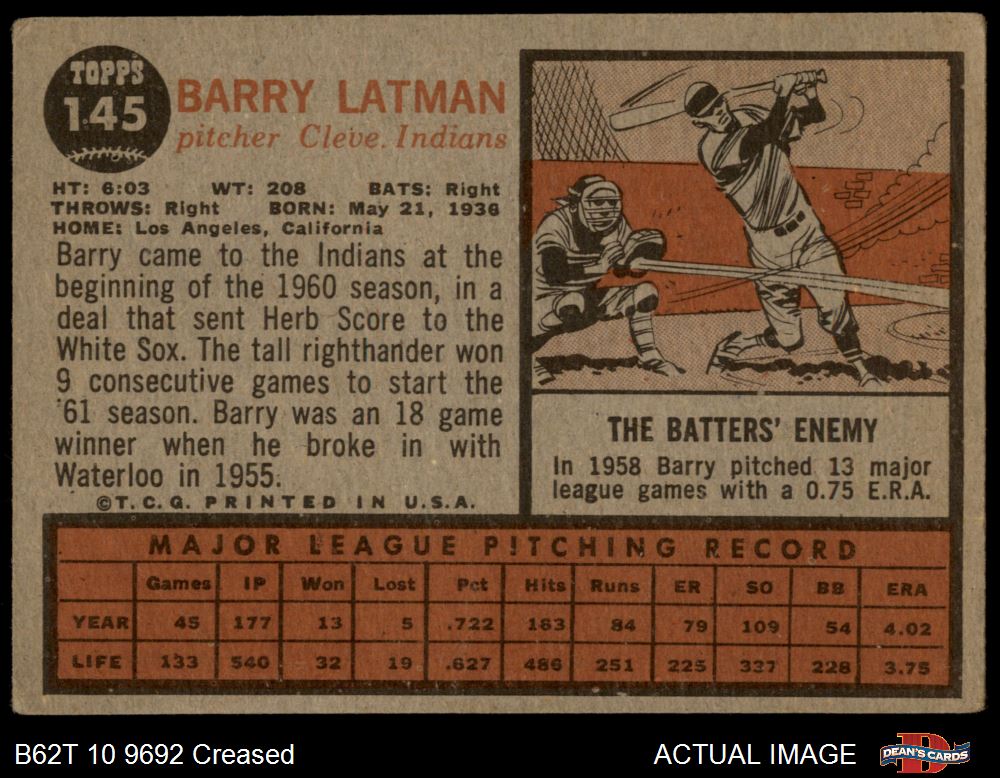 TOPPS
145
BARRY LATMAN
pitcher Cleve. Indians
HT: 6:03 WT: 208 BATS: Right
THROWS: Right BORN: May 21, 1936
HOME: Los Angeles, California
Barry came to the Indians at the
beginning of the 1960 season, in a
deal that sent Herb Score to the
White Sox. The tall righthander won
9 consecutive games to start the
'61 season. Barry was an 18 game
winner when he broke in with
Waterloo in 1955.
©T.C.G. PRINTED IN U.S.A.
THE BATTERS' ENEMY
In 1958 Barry pitched 13 major
league games with a 0.75 E.R.A.
MAJOR LEAGUE PITCHING RECORD
Games IP Won Lost Pct Hits Runs ER SO BB ERA
YEAR 45 177 13 5 .722 163 84 79 109 54 4.02
LIFE 133 540 32 19 .627 486 251 225 337 228 3.75
B62T 10 9692 Creased
ACTUAL IMAGE
DEAN'S CARDS